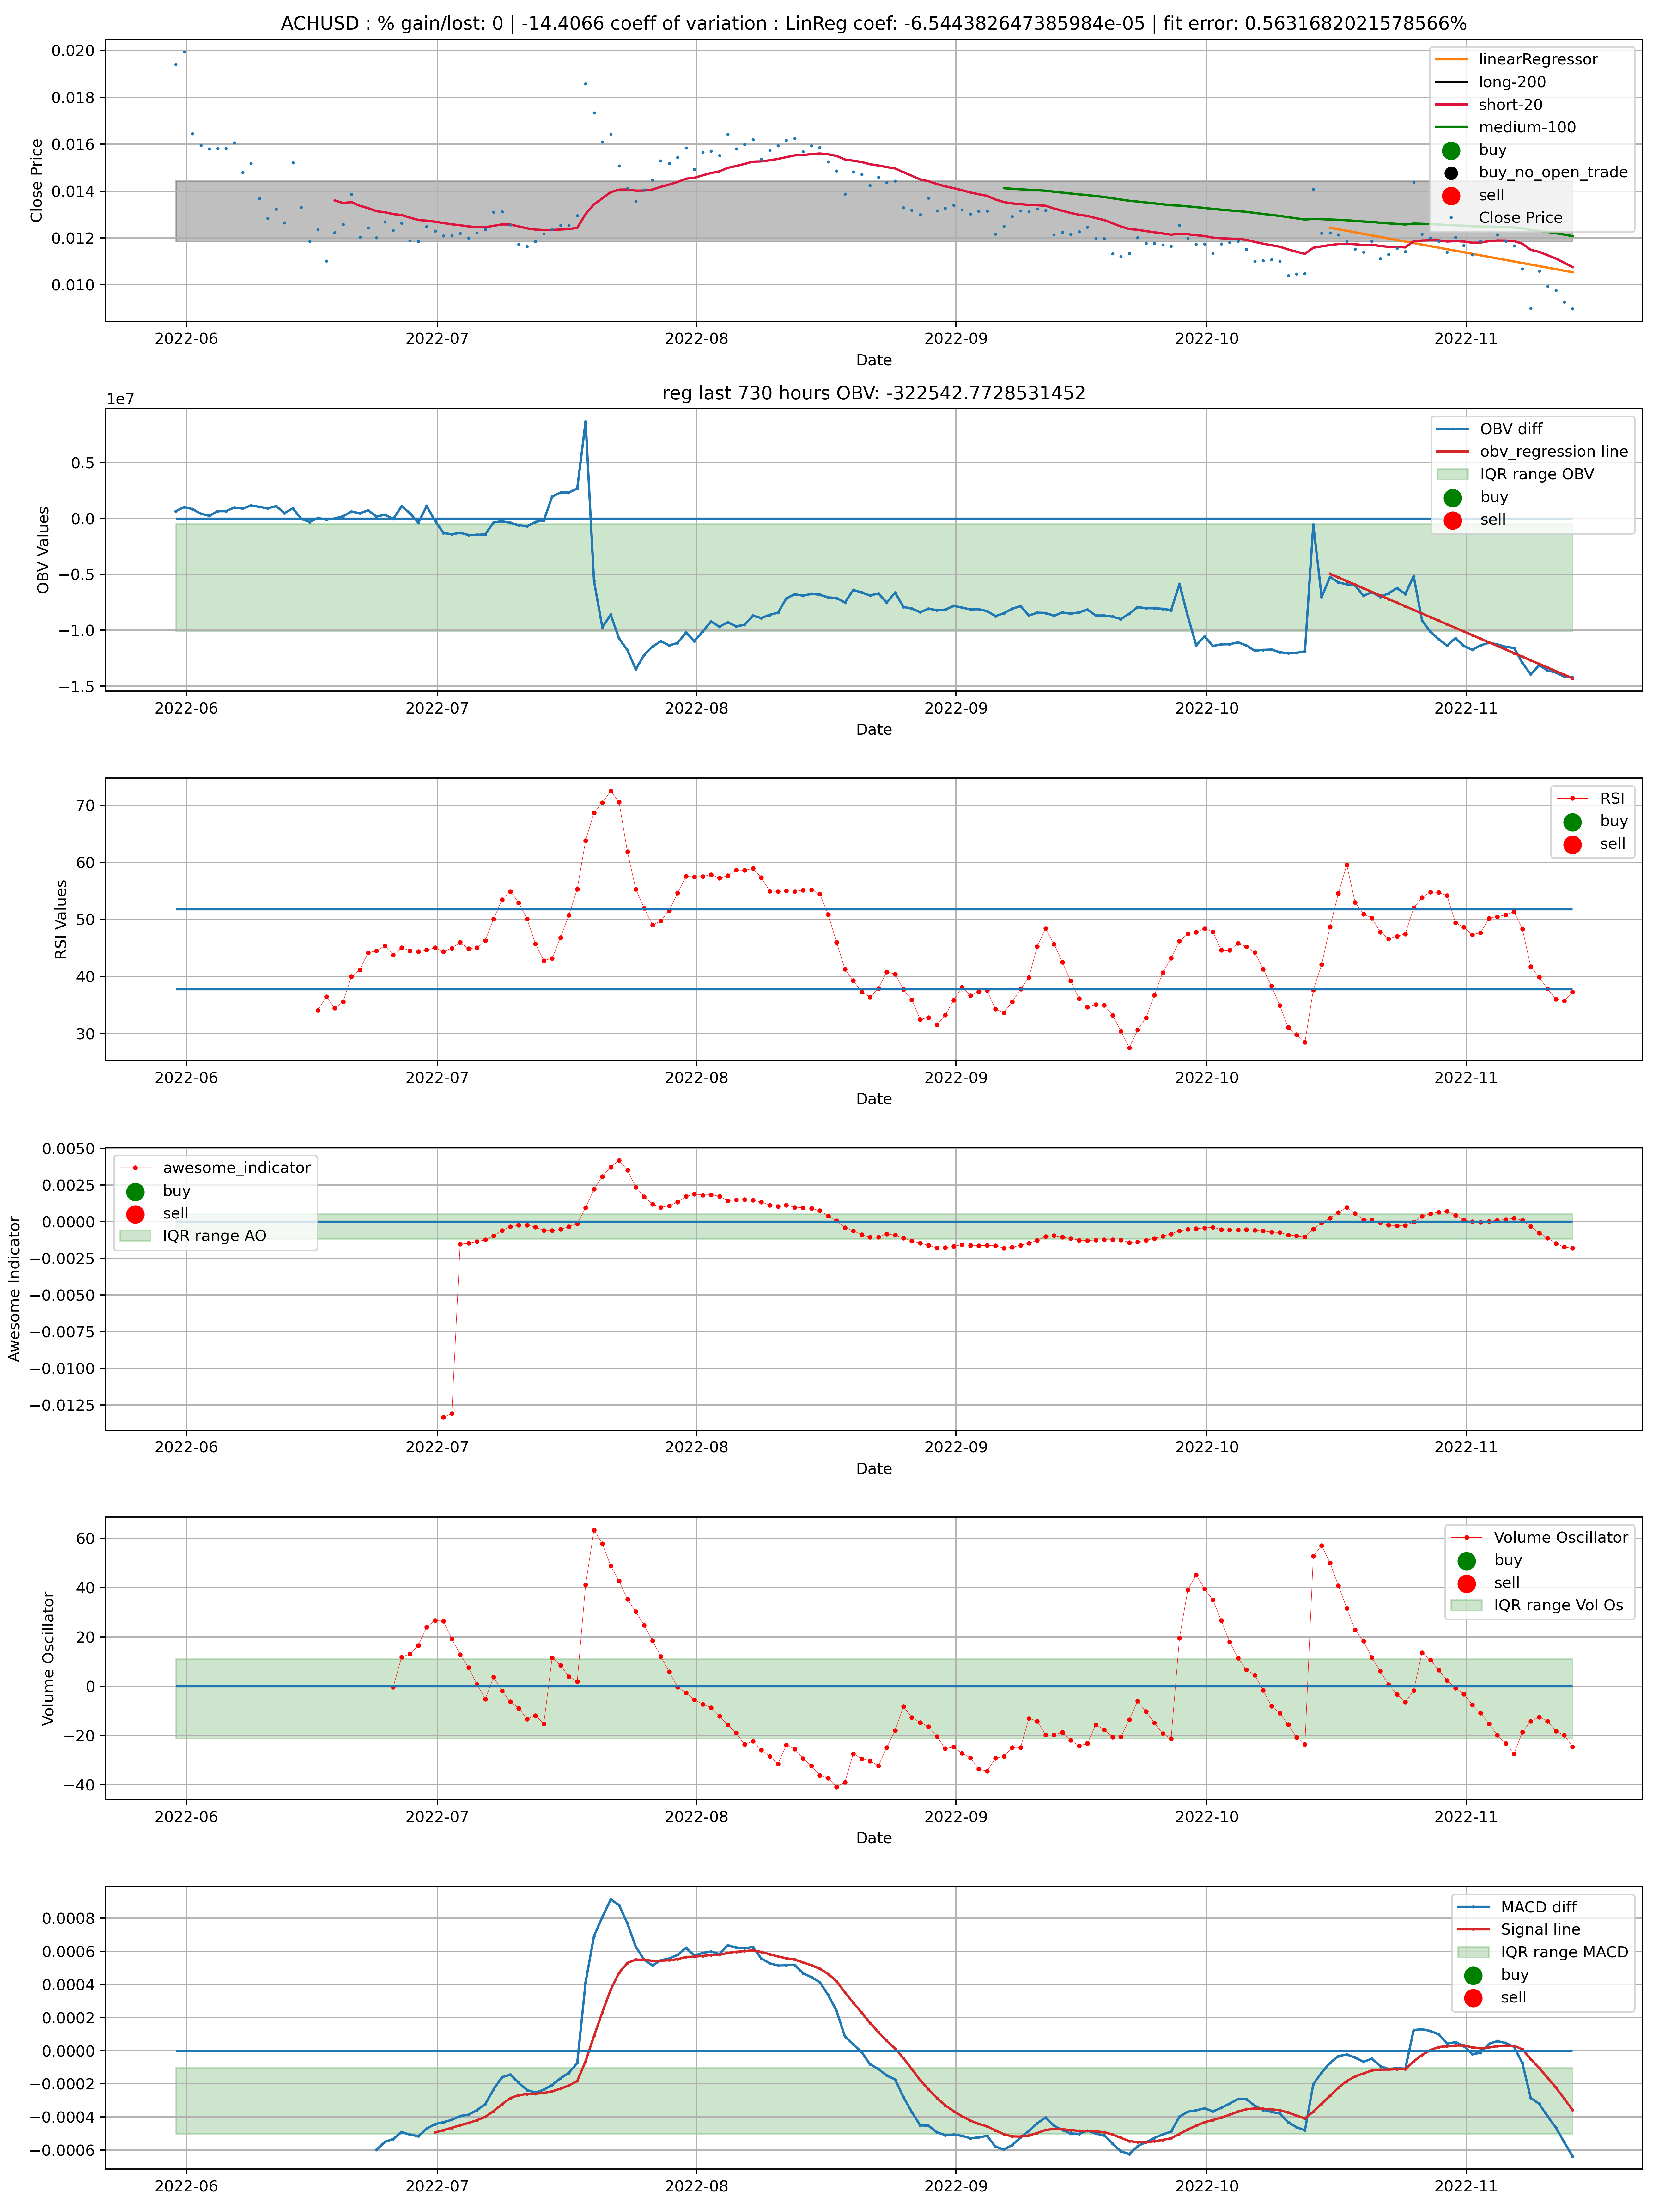 ACHUSD : % gain/lost: 0 | -14.4066 coeff of variation : LinReg coef: -6.544382647385984e-05 | fit error: 0.5631682021578566%
Close Price
0.020
0.018
0.016
0.014
0.012
0.010
linearRegressor
long-200
short-20
medium-100
buy
buy_no_open_trade
sell
Close Price
2022-06 2022-07 2022-08 2022-09 2022-10 2022-11
Date
reg last 730 hours OBV: -322542.7728531452
1e7
OBV Values
0.5
0.0
−0.5
−1.0
−1.5
OBV diff
obv_regression line
IQR range OBV
buy
sell
2022-06 2022-07 2022-08 2022-09 2022-10 2022-11
Date
RSI Values
70
60
50
40
30
RSI
buy
sell
2022-06 2022-07 2022-08 2022-09 2022-10 2022-11
Date
Awesome Indicator
0.0050
0.0025
0.0000
−0.0025
−0.0050
−0.0075
−0.0100
−0.0125
awesome_indicator
buy
sell
IQR range AO
2022-06 2022-07 2022-08 2022-09 2022-10 2022-11
Date
Volume Oscillator
60
40
20
0
−20
−40
Volume Oscillator
buy
sell
IQR range Vol Os
2022-06 2022-07 2022-08 2022-09 2022-10 2022-11
Date
0.0008
0.0006
0.0004
0.0002
0.0000
−0.0002
−0.0004
−0.0006
MACD diff
Signal line
IQR range MACD
buy
sell
2022-06 2022-07 2022-08 2022-09 2022-10 2022-11